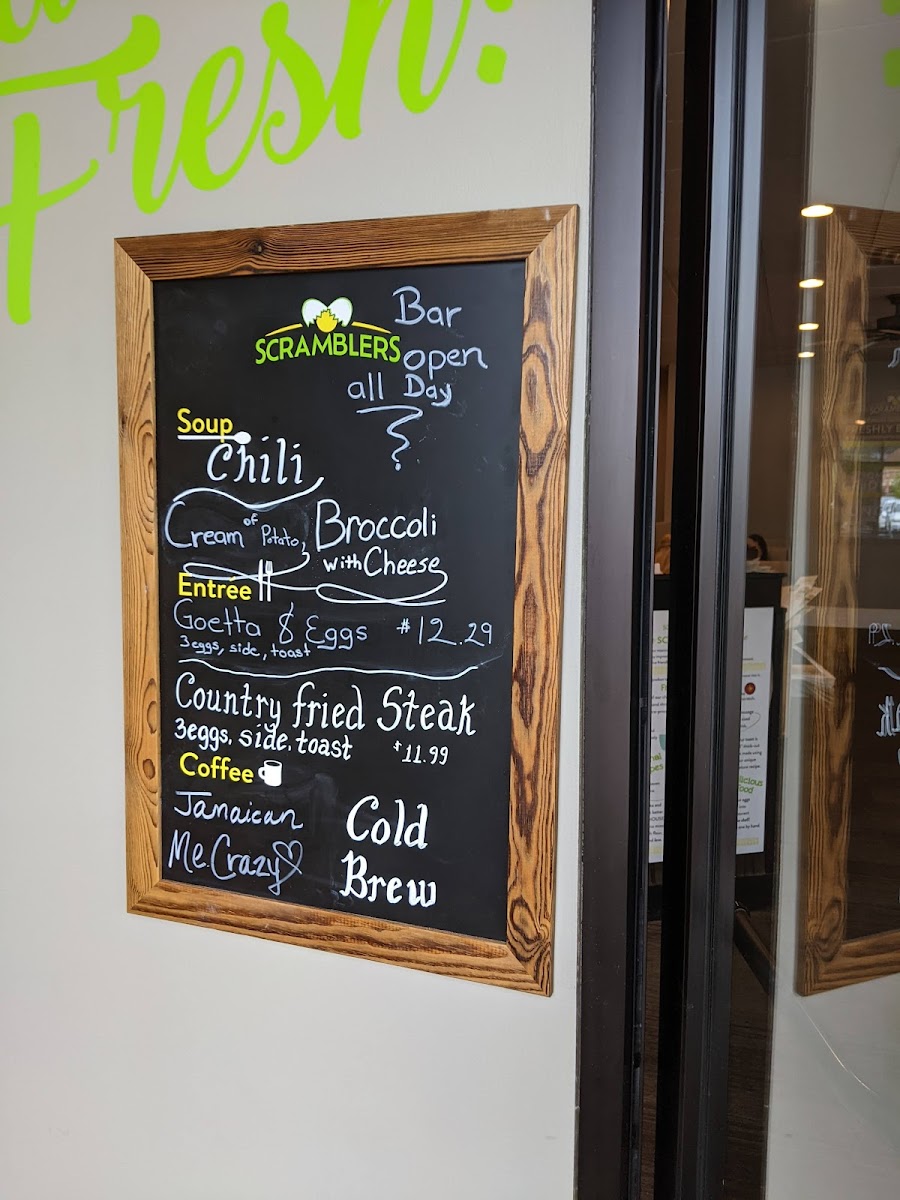 Fresh!
SCRAMBLERS
Bar
open
all Day
Soup
Chili
Cream of Potato, Broccoli
with Cheese
Entrée
Goetta & Eggs $12.29
3eggs, side, toast
Country fried Steak
3eggs, side, toast $11.99
Coffee
Jamaican
Me Crazy
Cold
Brew